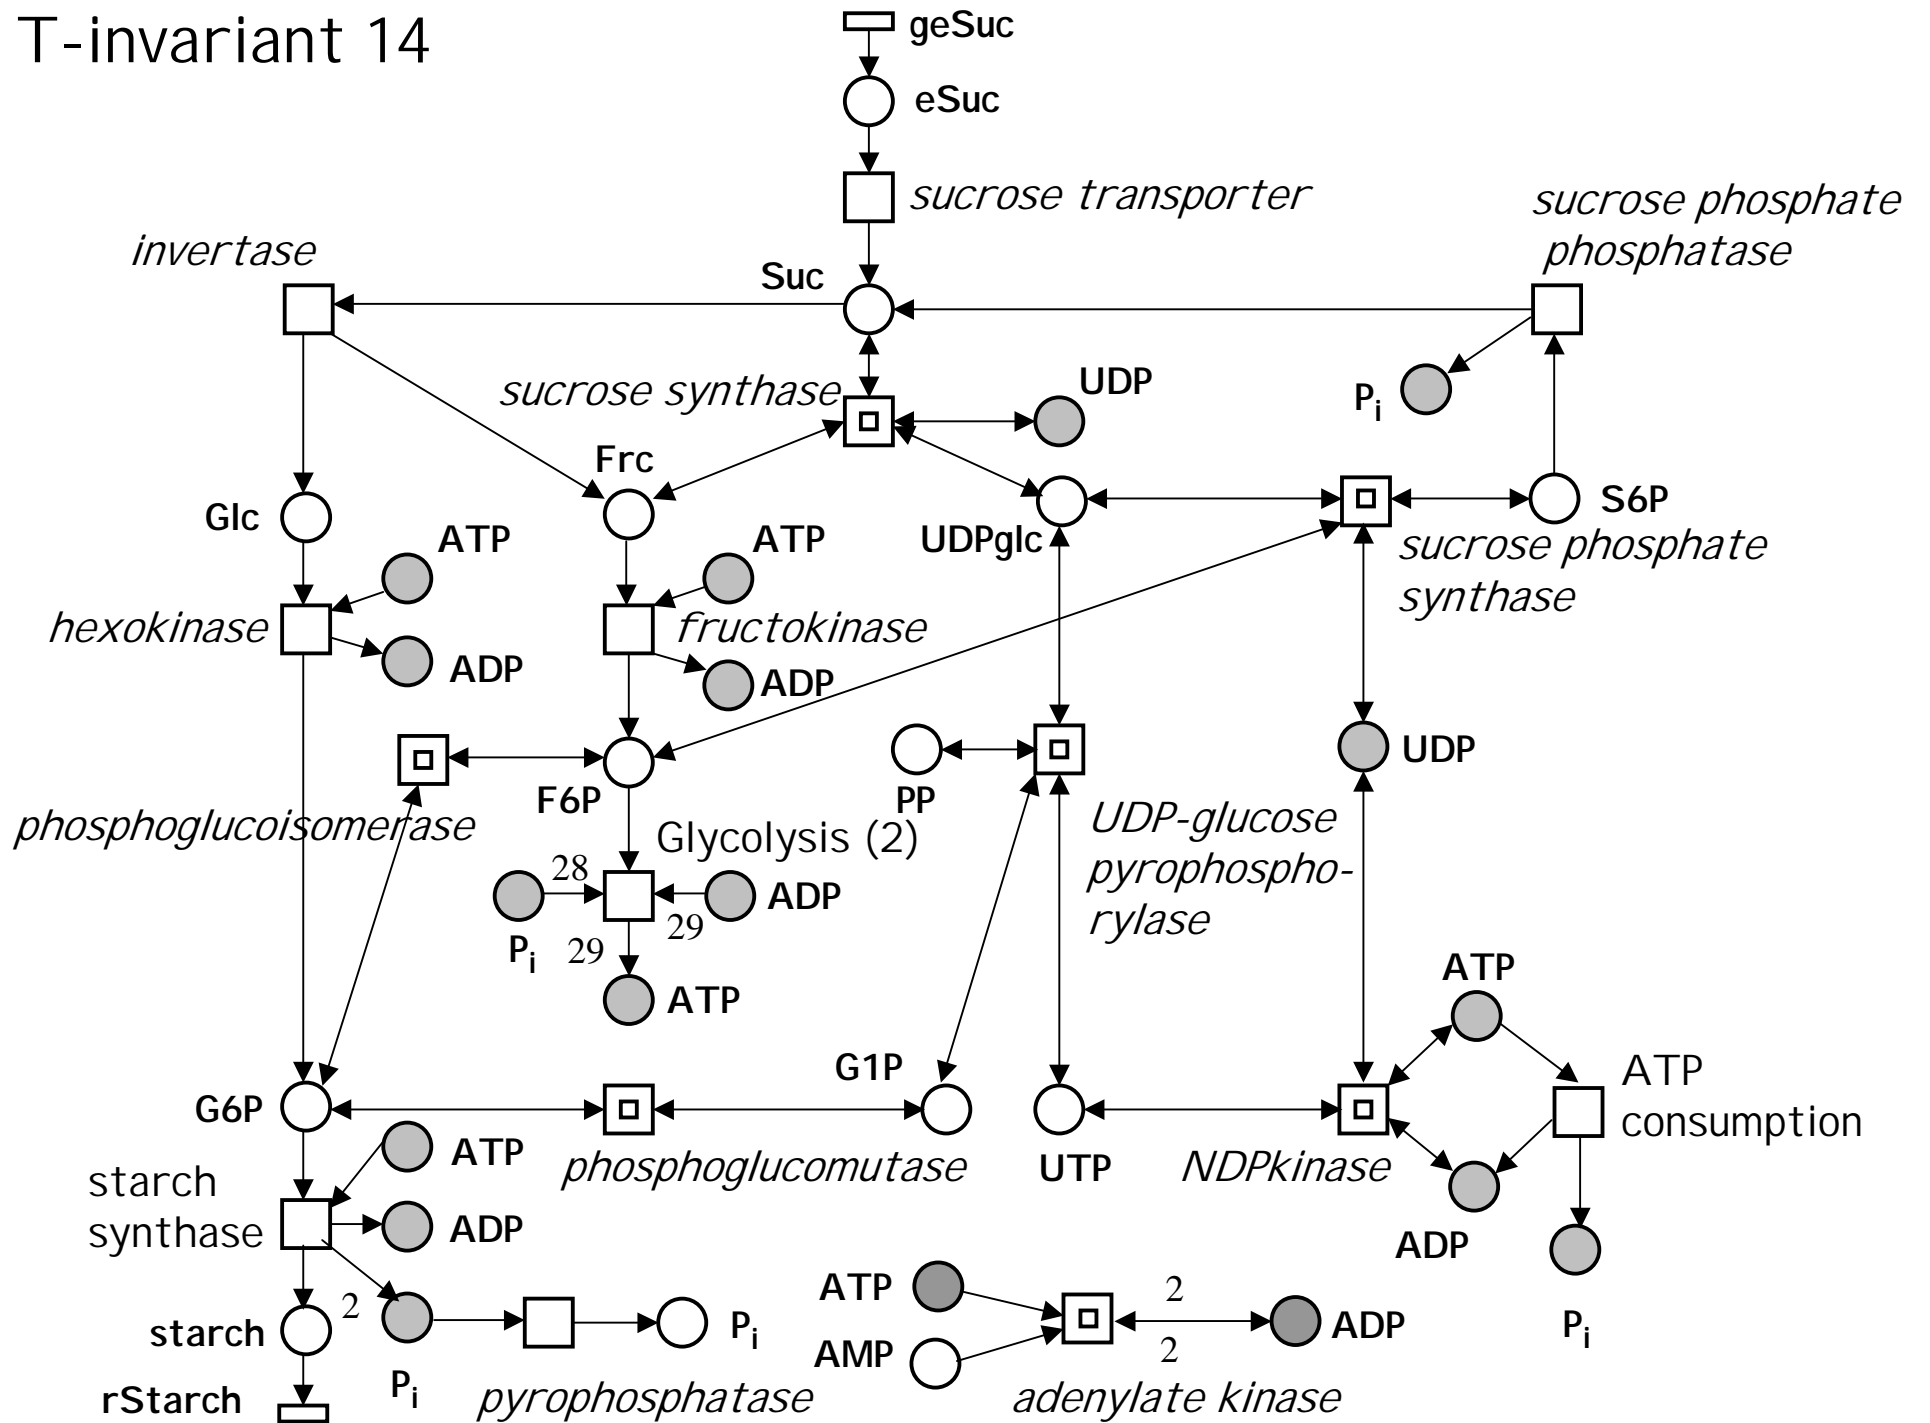 T-invariant 14
geSuc
eSuc
sucrose transporter
sucrose phosphate
phosphatase
invertase
Suc
Pi
sucrose synthase
UDP
Frc
Glc
ATP
ATP
UDPglc
S6P
sucrose phosphate
synthase
hexokinase
fructokinase
ADP
ADP
F6P
PP
UDP
phosphoglucoisomerase
Glycolysis (2)
UDP-glucose
pyrophospho-
rylase
28
ADP
29
Pi
29
ATP
ATP
G1P
ATP
consumption
G6P
ATP
phosphoglucomutase
UTP
NDPkinase
starch
synthase
ADP
ADP
ATP
2
2
starch
Pi
AMP
2
ADP
Pi
rStarch
Pi
pyrophosphatase
adenylate kinase